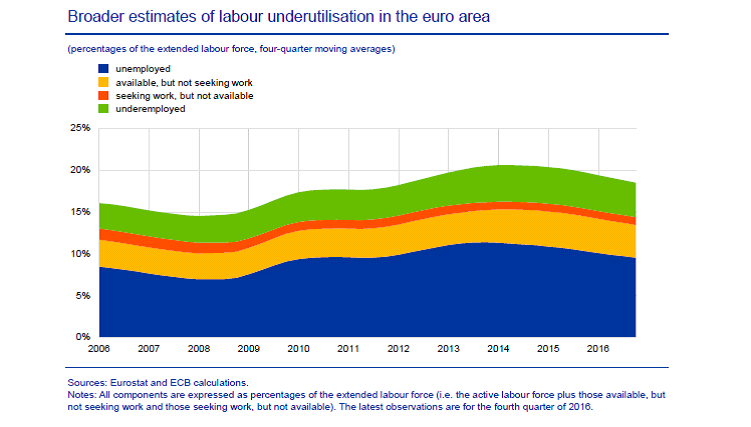 Broader estimates of labour underutilisation in the euro area
(percentages of the extended labour force, four-quarter moving averages)
unemployed
available, but not seeking work
seeking work, but not available
underemployed
25%
20%
15%
10%
5%
0%
2006 2007 2008 2009 2010 2011 2012 2013 2014 2015 2016
Sources: Eurostat and ECB calculations.
Notes: All components are expressed as percentages of the extended labour force (i.e. the active labour force plus those available, but
not seeking work and those seeking work, but not available). The latest observations are for the fourth quarter of 2016.